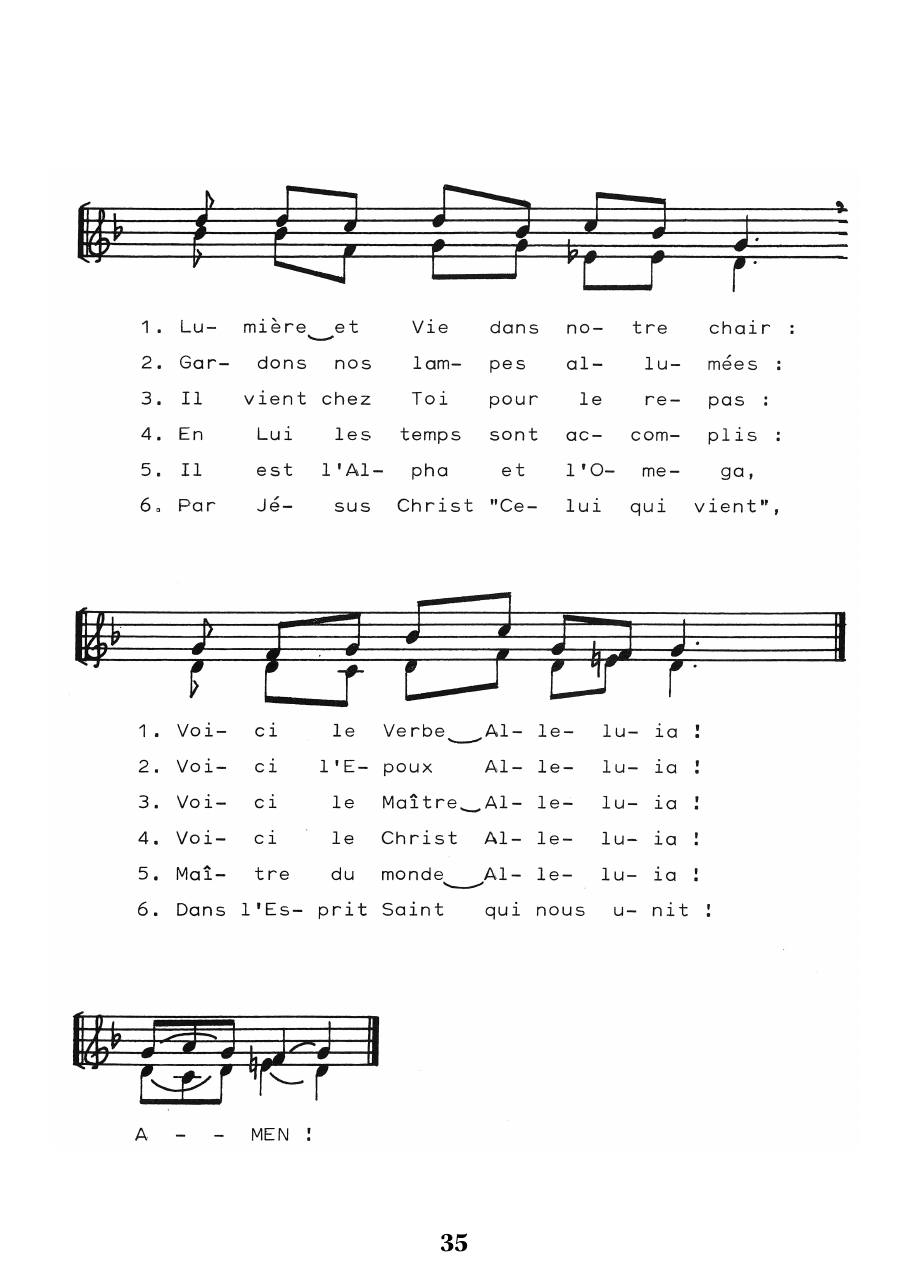 1. Lu- mière et Vie dans no- tre chair :
2. Gar- dons nos lam- pes al- lu- mées :
3. Il vient chez Toi pour le re- pas :
4. En Lui les temps sont ac- com- plis :
5. Il est l'Al- pha et l'O- me- ga,
6. Par Jé- sus Christ "Ce- lui qui vient",
1. Voi- ci le Verbe Al- le- lu- ia !
2. Voi- ci l'E- poux Al- le- lu- ia !
3. Voi- ci le Maître Al- le- lu- ia !
4. Voi- ci le Christ Al- le- lu- ia !
5. Maî- tre du monde Al- le- lu- ia !
6. Dans l'Es- prit Saint qui nous u- nit !
A - - MEN !
35